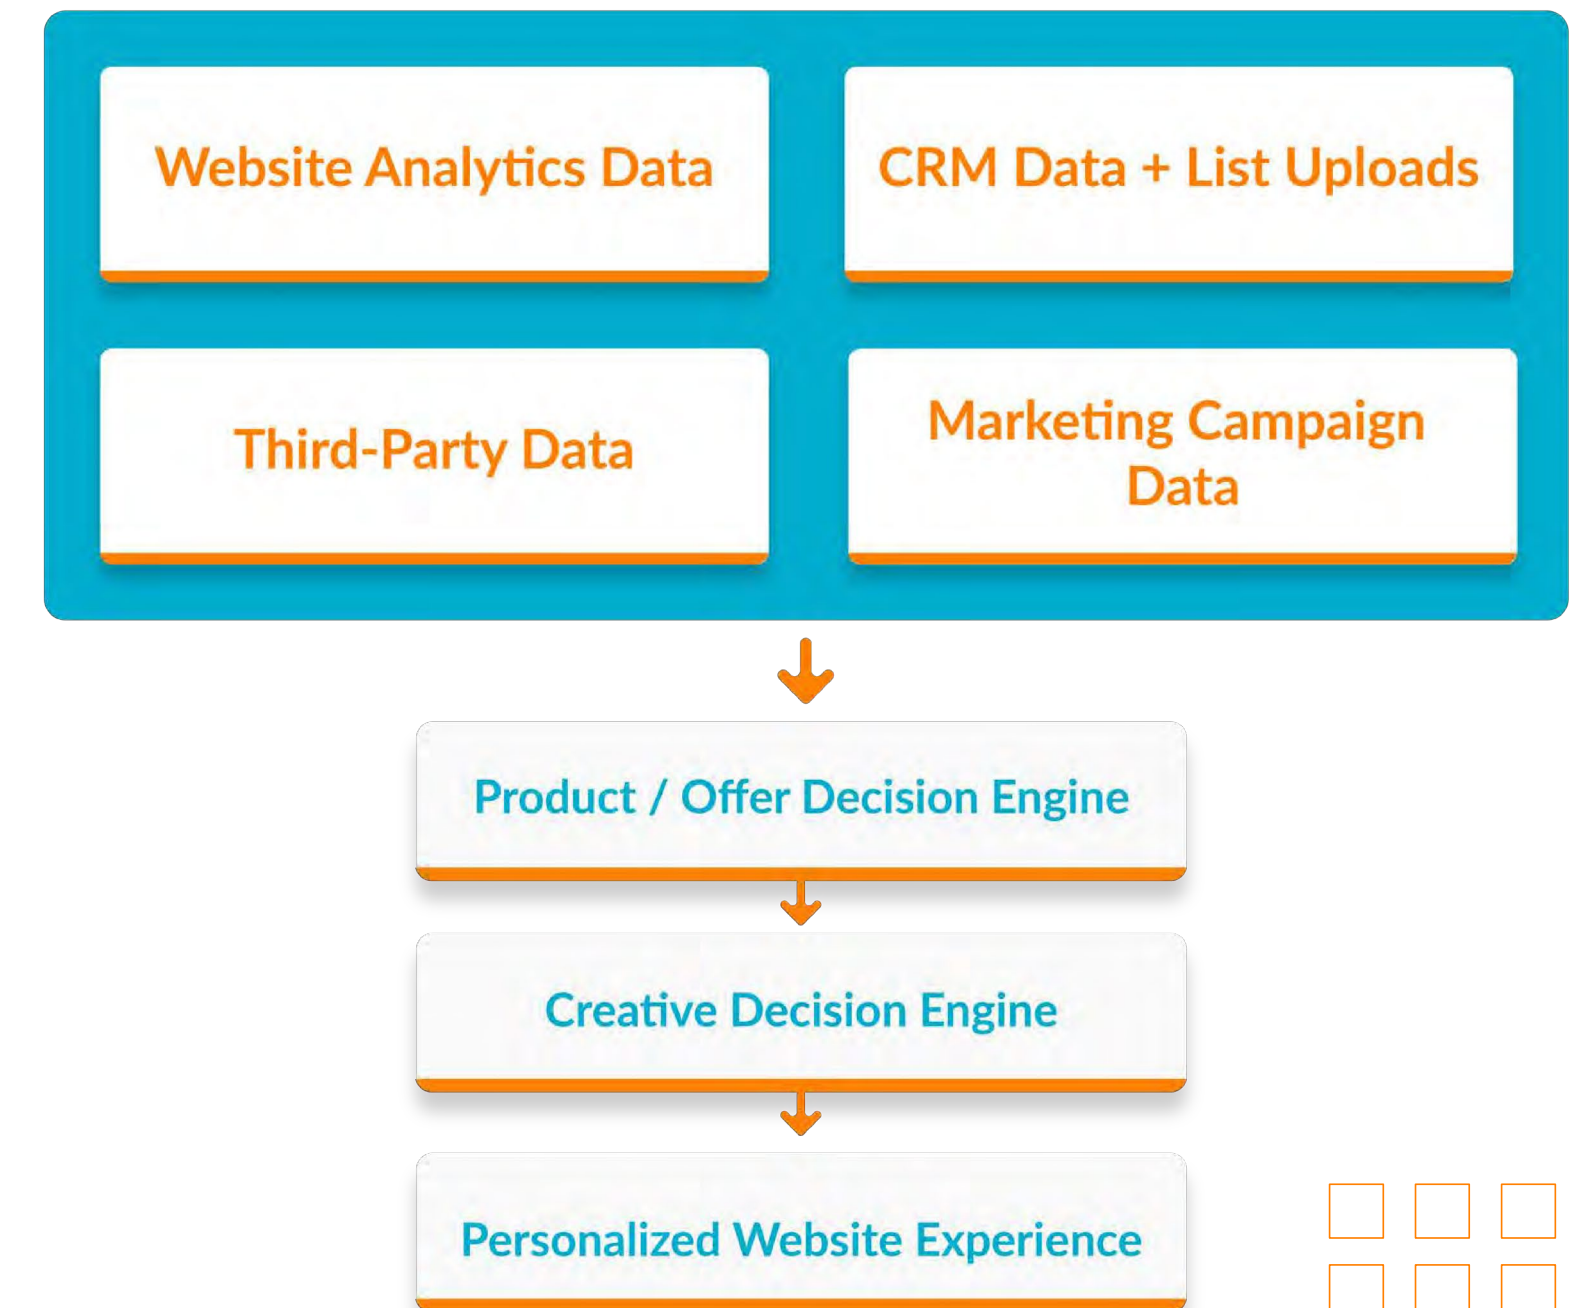 Website Analytics Data
CRM Data + List Uploads
Third-Party Data
Marketing Campaign
Data
Product / Offer Decision Engine
Creative Decision Engine
Personalized Website Experience